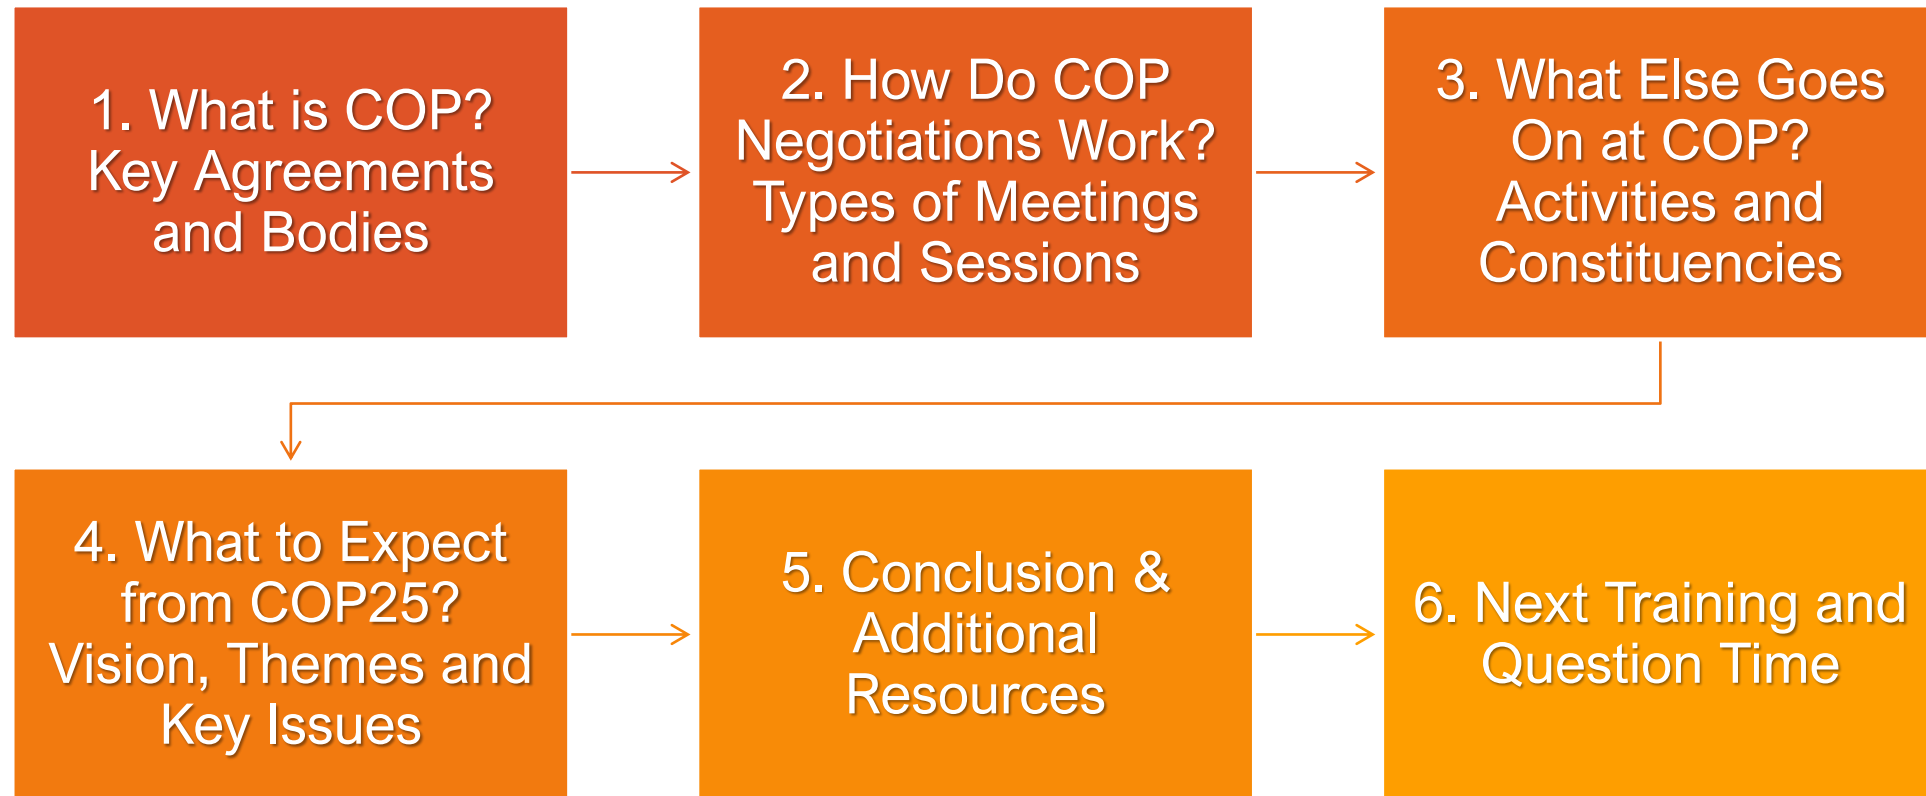 1. What is COP?
Key Agreements
and Bodies
2. How Do COP
Negotiations Work?
Types of Meetings
and Sessions
3. What Else Goes
On at COP?
Activities and
Constituencies
4. What to Expect
from COP25?
Vision, Themes and
Key Issues
5. Conclusion &
Additional
Resources
6. Next Training and
Question Time